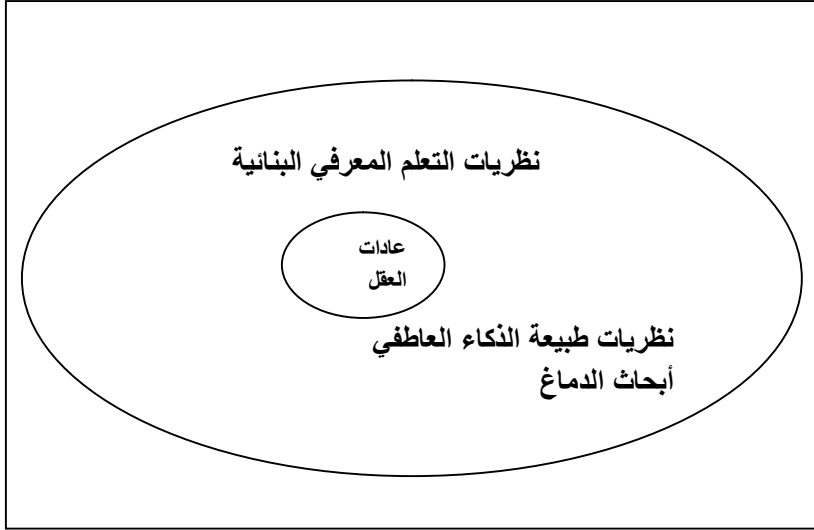 نظريات التعلم المعرفي البنائية
عادات
العقل
نظريات طبيعة الذكاء العاطفي
أبحاث الدماغ